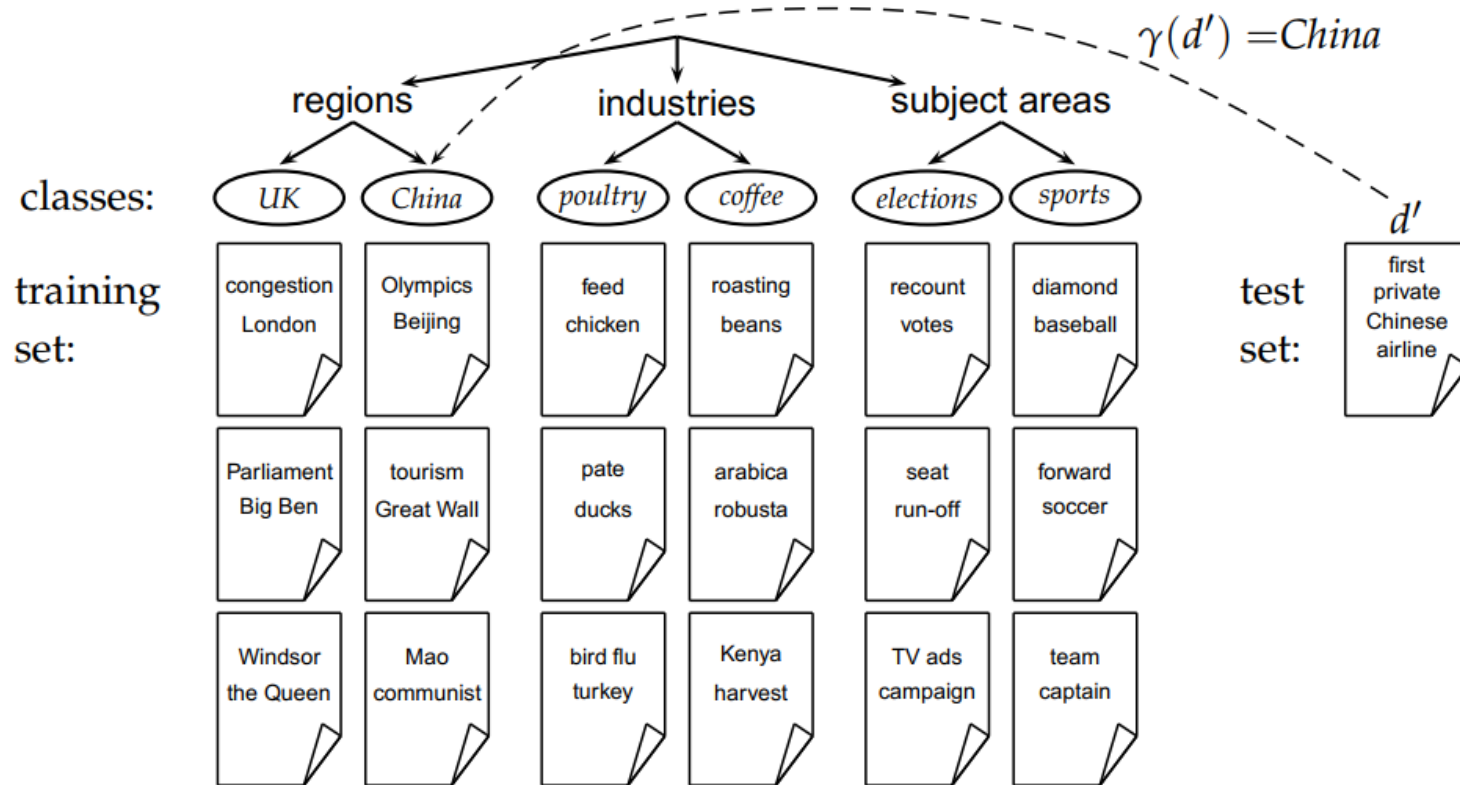 γ(d′) =China
regions
industries
subject areas
classes:
UK
China
poultry
coffee
elections
sports
d′
training
set:
congestion
London
Olympics
Beijing
feed
chicken
roasting
beans
recount
votes
diamond
baseball
test
set:
first
private
Chinese
airline
Parliament
Big Ben
tourism
Great Wall
pate
ducks
arabica
robusta
seat
run-off
forward
soccer
Windsor
the Queen
Mao
communist
bird flu
turkey
Kenya
harvest
TV ads
campaign
team
captain